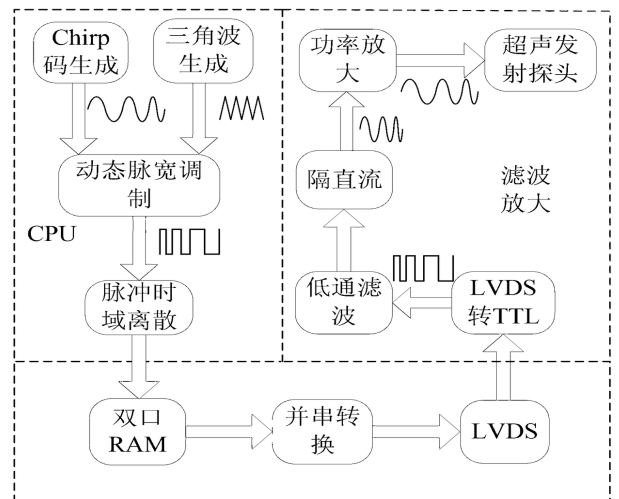 Chirp
码生成
三角波
生成
动态脉宽调
制
CPU
脉冲时
域离散
双口
RAM
并串转
换
LVDS
LVDS
转TTL
低通滤
波
隔直流
功率放
大
超声发
射探头
滤波
放大